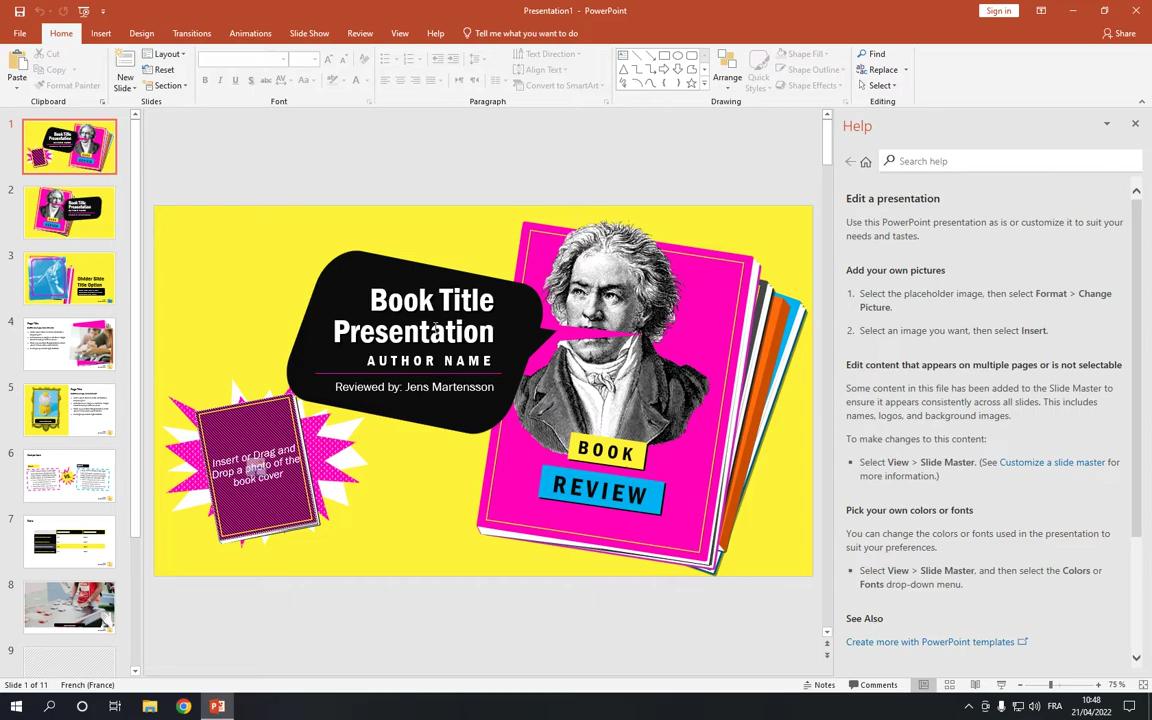 Presentation1 - PowerPoint
Sign in
File Home Insert Design Transitions Animations Slide Show Review View Help Tell me what you want to do Share
Paste
Cut
Copy
Format Painter
Clipboard
New Slide
Layout
Reset
Section
Slides
Font
Text Direction
Align Text
Convert to SmartArt
Paragraph
Arrange
Quick Styles
Shape Fill
Shape Outline
Shape Effects
Drawing
Find
Replace
Select
Editing
1
2
3
4
5
6
7
8
9
Book Title
Presentation
AUTHOR NAME
Reviewed by: Jens Martensson
Insert or Drag and
Drop a photo of the
book cover
BOOK
REVIEW
Help
Search help
Edit a presentation
Use this PowerPoint presentation as is or customize it to suit your
needs and tastes.
Add your own pictures
1. Select the placeholder image, then select Format > Change
Picture.
2. Select an image you want, then select Insert.
Edit content that appears on multiple pages or is not selectable
Some content in this file has been added to the Slide Master to
ensure it appears consistently across all slides. This includes
names, logos, and background images.
To make changes to this content:
Select View > Slide Master. (See Customize a slide master for
more information.)
Pick your own colors or fonts
You can change the colors or fonts used in the presentation to
suit your preferences.
Select View > Slide Master, and then select the Colors or
Fonts drop-down menu.
See Also
Create more with PowerPoint templates
Slide 1 of 11 French (France)
Notes Comments 75 %
FRA
10:48
21/04/2022